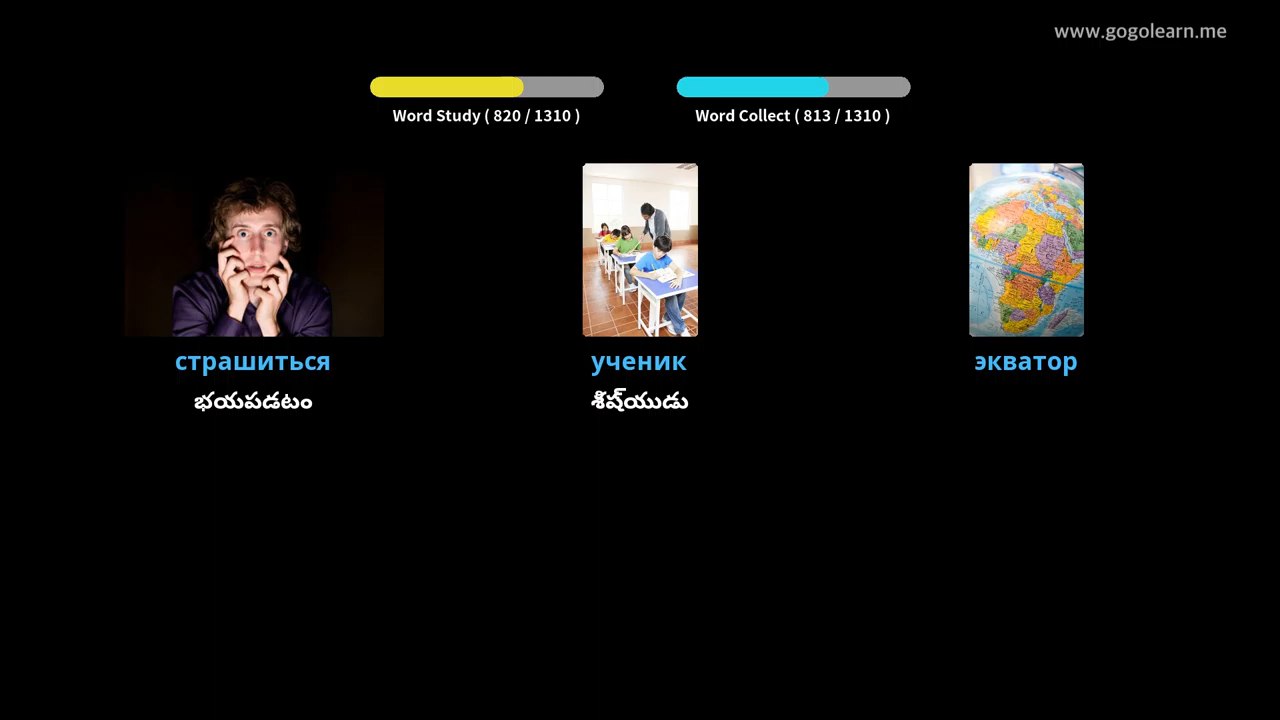 www.gogolearn.me
Word Study ( 820 / 1310 )
Word Collect ( 813 / 1310 )
страшиться
ученик
экватор
భయపడటం
శిష్‌యుడు